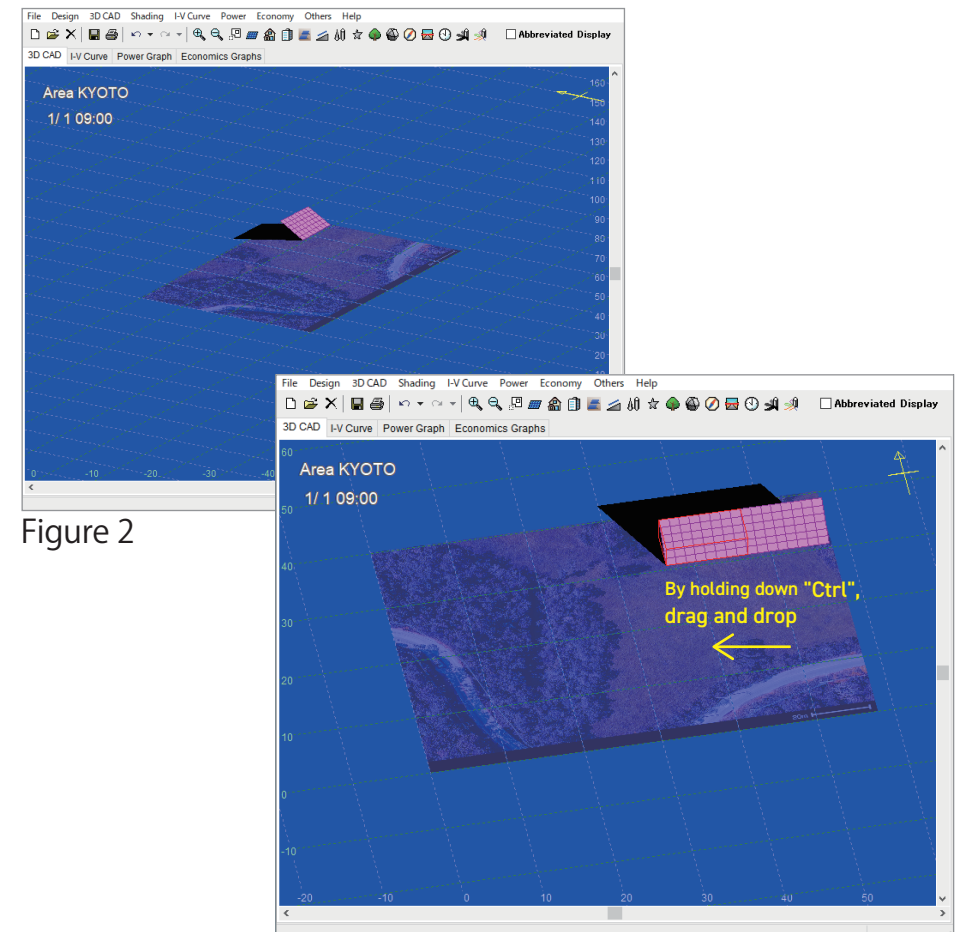 File Design 3D CAD Shading I-V Curve Power Economy Others Help
Abbreviated Display
3D CAD I-V Curve Power Graph Economics Graphs
Area KYOTO
1/ 1 09:00
160
150
140
130
120
110
100
90
80
70
60
50
40
30
20
0 -10 -20 -30 -40
Figure 2
File Design 3D CAD Shading I-V Curve Power Economy Others Help
Abbreviated Display
3D CAD I-V Curve Power Graph Economics Graphs
60
Area KYOTO
1/ 1 09:00
50
40
By holding down "Ctrl",
drag and drop
30
20
10
0
-10
-20 -10 0 10 20 30 40 50